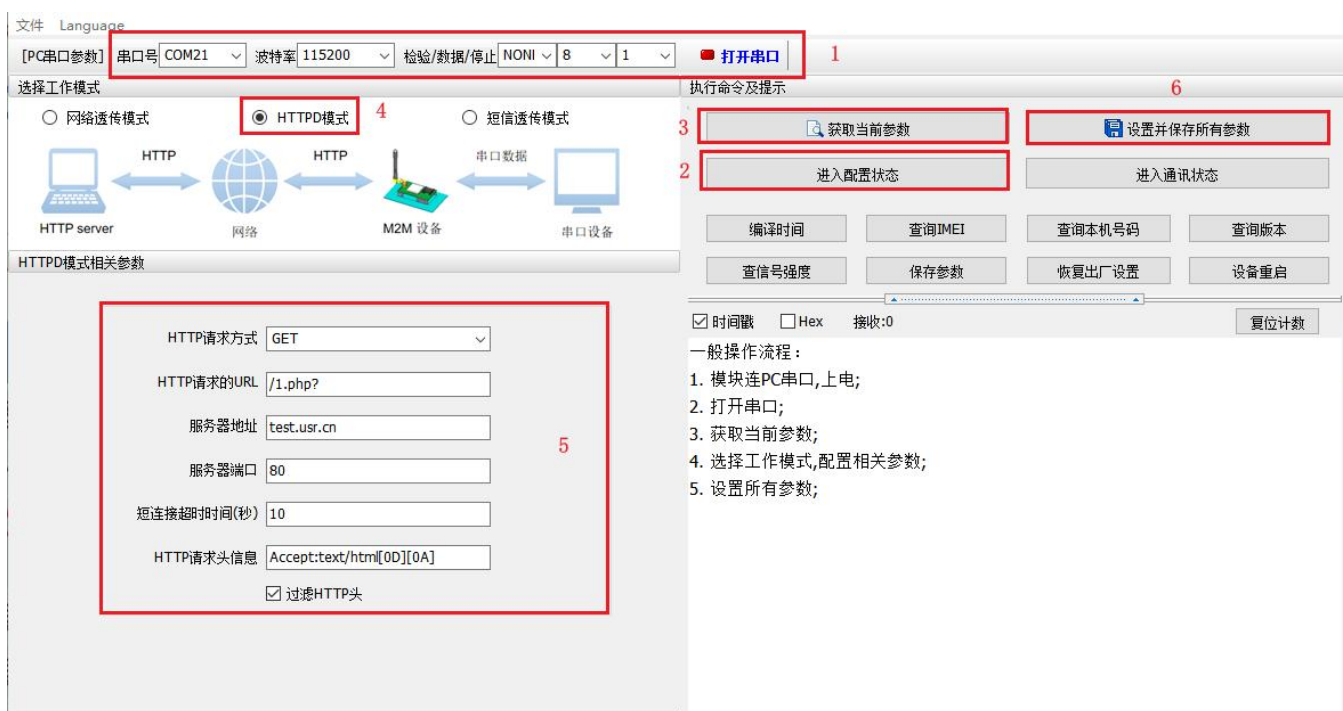 文件 Language
[PC串口参数] 串口号 COM21 波特率 115200 检验/数据/停止 NONI 8 1 打开串口 1
选择工作模式
网络透传模式 HTTPD模式 4 短信透传模式
HTTP HTTP 串口数据
HTTP server 网络 M2M 设备 串口设备
HTTPD模式相关参数
HTTP请求方式 GET
HTTP请求的URL /1.php?
服务器地址 test.usr.cn
服务器端口 80
短连接超时时间(秒) 10
HTTP请求头信息 Accept:text/html[0D][0A]
过滤HTTP头
5
执行命令及提示
6
3 获取当前参数 设置并保存所有参数
2 进入配置状态 进入通讯状态
编译时间 查询IMEI 查询本机号码 查询版本
查信号强度 保存参数 恢复出厂设置 设备重启
时间戳 Hex 接收:0 复位计数
一般操作流程：
1. 模块连PC串口,上电;
2. 打开串口;
3. 获取当前参数;
4. 选择工作模式,配置相关参数;
5. 设置所有参数;